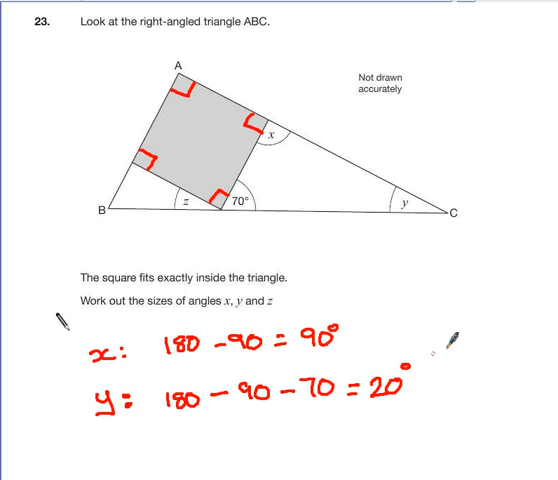 23. Look at the right-angled triangle ABC.
A
Not drawn
accurately
x
B
z
70°
y
C
The square fits exactly inside the triangle.
Work out the sizes of angles x, y and z
x: 180 - 90 = 90°
y: 180 - 90 - 70 = 20°